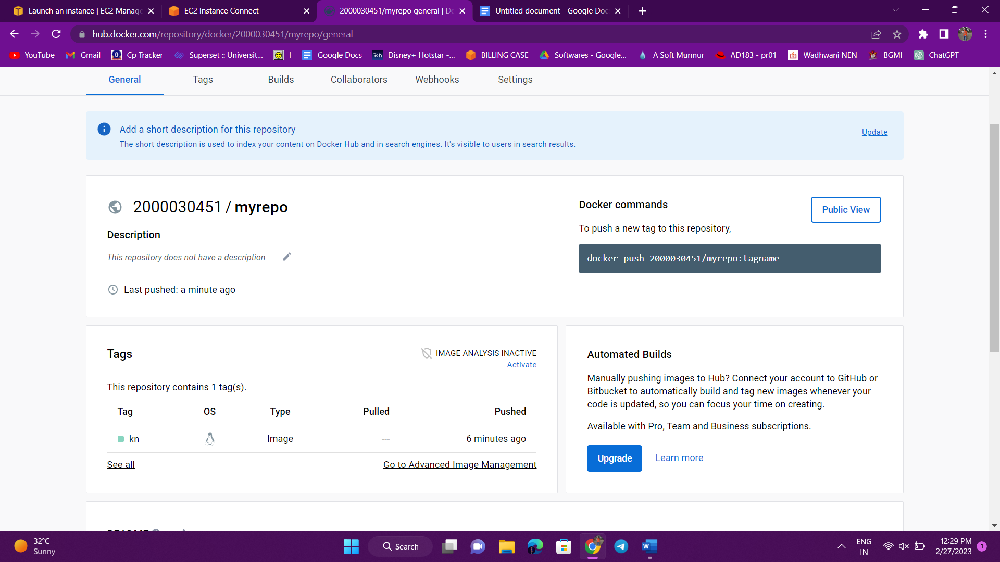 Launch an instance | EC2 Manage
EC2 Instance Connect
2000030451/myrepo general | Do
Untitled document - Google Doc
hub.docker.com/repository/docker/2000030451/myrepo/general
YouTube
Gmail
Cp Tracker
Superset :: Universit...
I
Google Docs
Disney+ Hotstar -...
BILLING CASE
Softwares - Google...
A Soft Murmur
AD183 - pr01
Wadhwani NEN
BGMI
ChatGPT
General
Tags
Builds
Collaborators
Webhooks
Settings
Add a short description for this repository
The short description is used to index your content on Docker Hub and in search engines. It's visible to users in search results.
Update
2000030451 / myrepo
Description
This repository does not have a description
Last pushed: a minute ago
Docker commands
Public View
To push a new tag to this repository,
docker push 2000030451/myrepo:tagname
Tags
IMAGE ANALYSIS INACTIVE
Activate
This repository contains 1 tag(s).
Tag OS Type Pulled Pushed
kn Image --- 6 minutes ago
See all
Go to Advanced Image Management
Automated Builds
Manually pushing images to Hub? Connect your account to GitHub or
Bitbucket to automatically build and tag new images whenever your
code is updated, so you can focus your time on creating.
Available with Pro, Team and Business subscriptions.
Upgrade
Learn more
32°C
Sunny
Search
ENG
IN
12:29 PM
2/27/2023
1